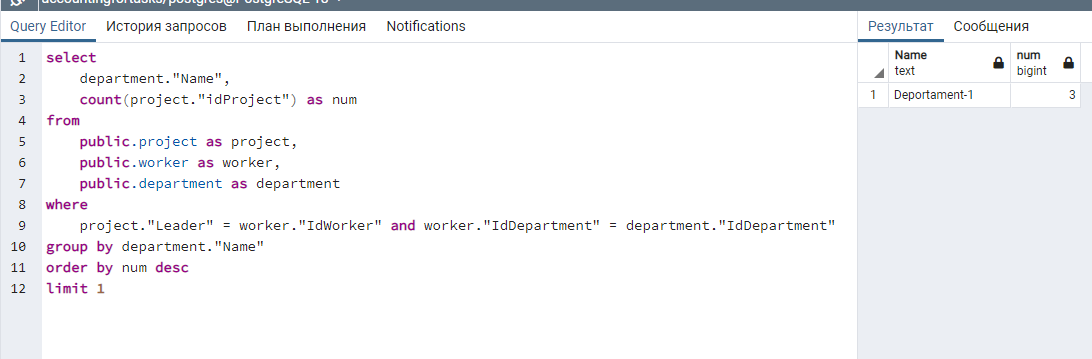 accountingfortasks/postgres@PostgreSQL
Query Editor История запросов План выполнения Notifications
Результат Сообщения
1 select
2 department."Name",
3 count(project."idProject") as num
4 from
5 public.project as project,
6 public.worker as worker,
7 public.department as department
8 where
9 project."Leader" = worker."IdWorker" and worker."IdDepartment" = department."IdDepartment"
10 group by department."Name"
11 order by num desc
12 limit 1
Name num
text bigint
1 Deportament-1 3